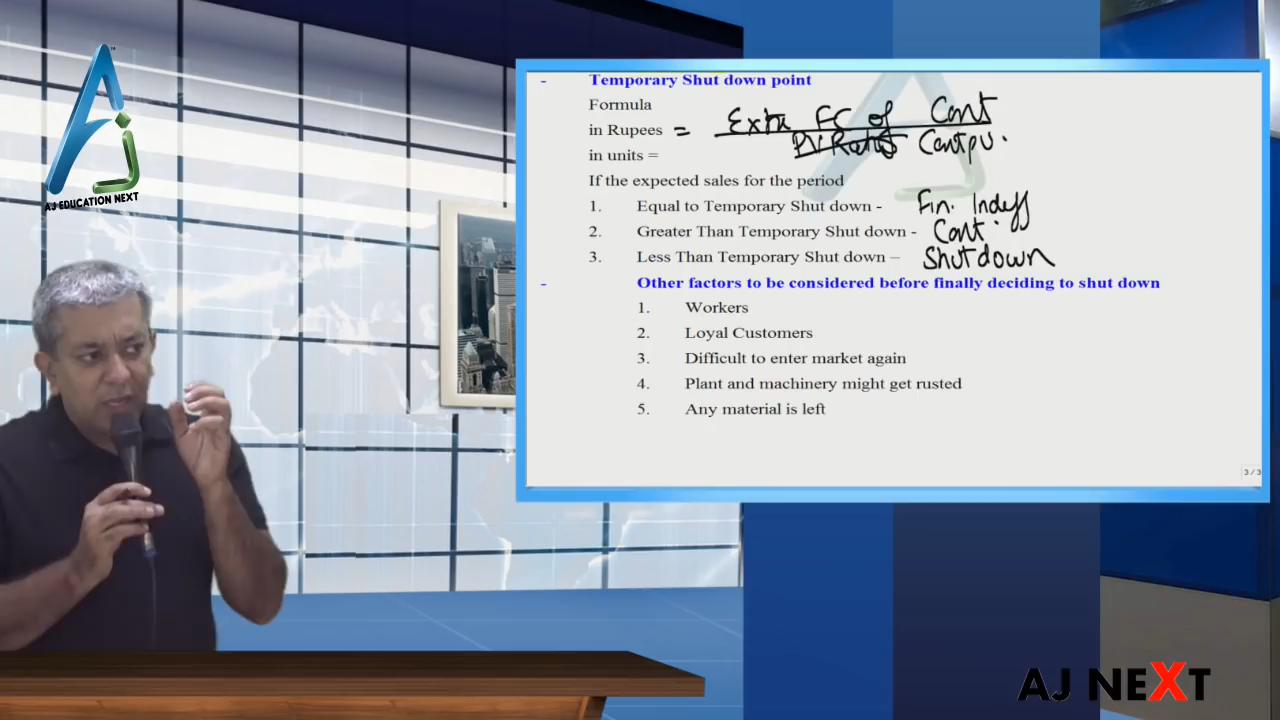 AJ EDUCATION NEXT
- Temporary Shut down point
Formula
in Rupees = Extra FC of Cont
PV Ratio Cont pu.
in units =
If the expected sales for the period
1. Equal to Temporary Shut down - Fin. Indiff
2. Greater Than Temporary Shut down - Cont.
3. Less Than Temporary Shut down – Shutdown
- Other factors to be considered before finally deciding to shut down
1. Workers
2. Loyal Customers
3. Difficult to enter market again
4. Plant and machinery might get rusted
5. Any material is left
3 / 3
AJ NEXT